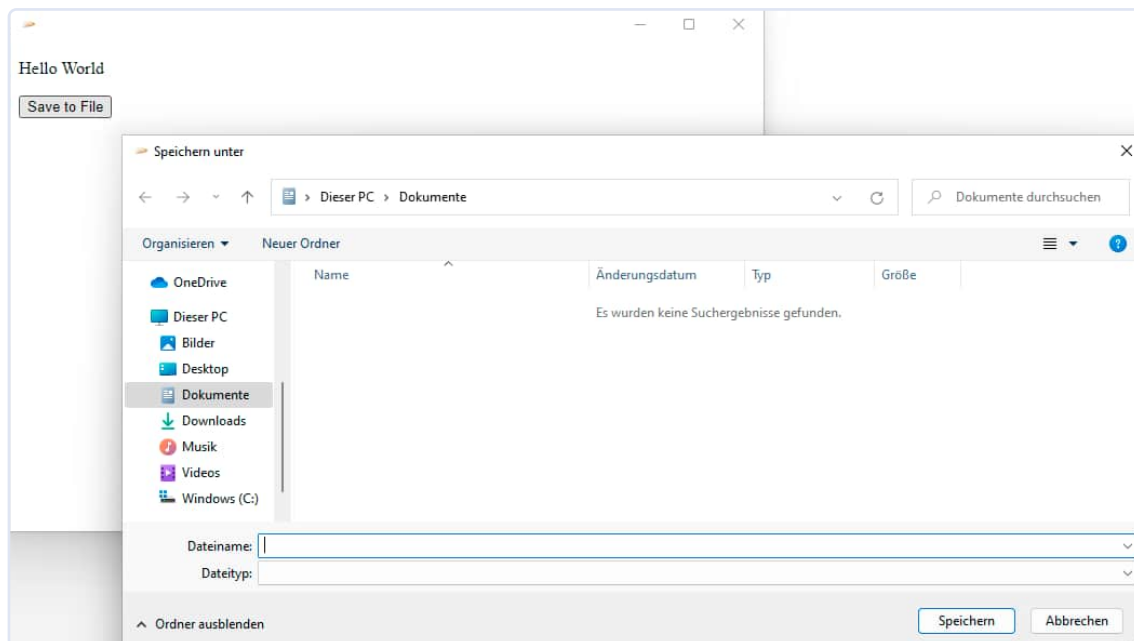 Hello World
Save to File
Speichern unter
Dieser PC > Dokumente
Dokumente durchsuchen
Organisieren
Neuer Ordner
?
Name
Änderungsdatum
Typ
Größe
OneDrive
Es wurden keine Suchergebnisse gefunden.
Dieser PC
Bilder
Desktop
Dokumente
Downloads
Musik
Videos
Windows (C:)
Dateiname:
Dateityp:
Ordner ausblenden
Speichern
Abbrechen